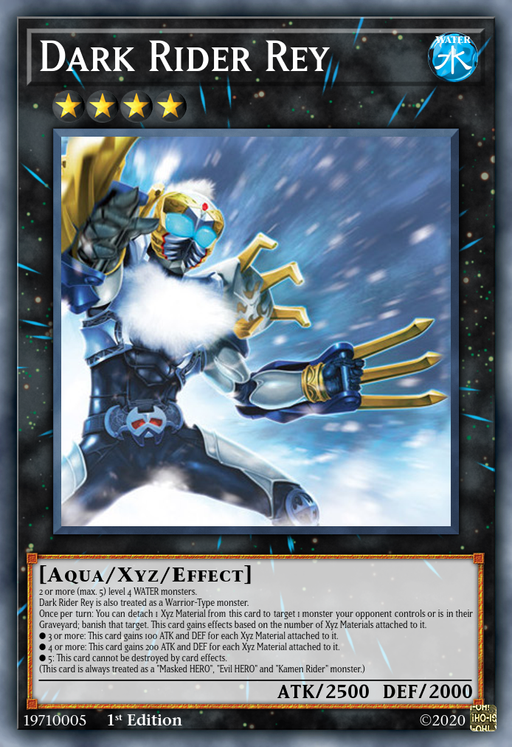 DARK RIDER REY
WATER
水
[AQUA/XYZ/EFFECT]
2 or more (max. 5) level 4 WATER monsters.
Dark Rider Rey is also treated as a Warrior-Type monster.
Once per turn: You can detach 1 Xyz Material from this card to target 1 monster your opponent controls or is in their
Graveyard; banish that target. This card gains effects based on the number of Xyz Materials attached to it.
● 3 or more: This card gains 100 ATK and DEF for each Xyz Material attached to it.
● 4 or more: This card gains 200 ATK and DEF for each Xyz Material attached to it.
● 5: This card cannot be destroyed by card effects.
(This card is always treated as a "Masked HERO", "Evil HERO" and "Kamen Rider" monster.)
ATK/2500 DEF/2000
19710005 1st Edition ©2020